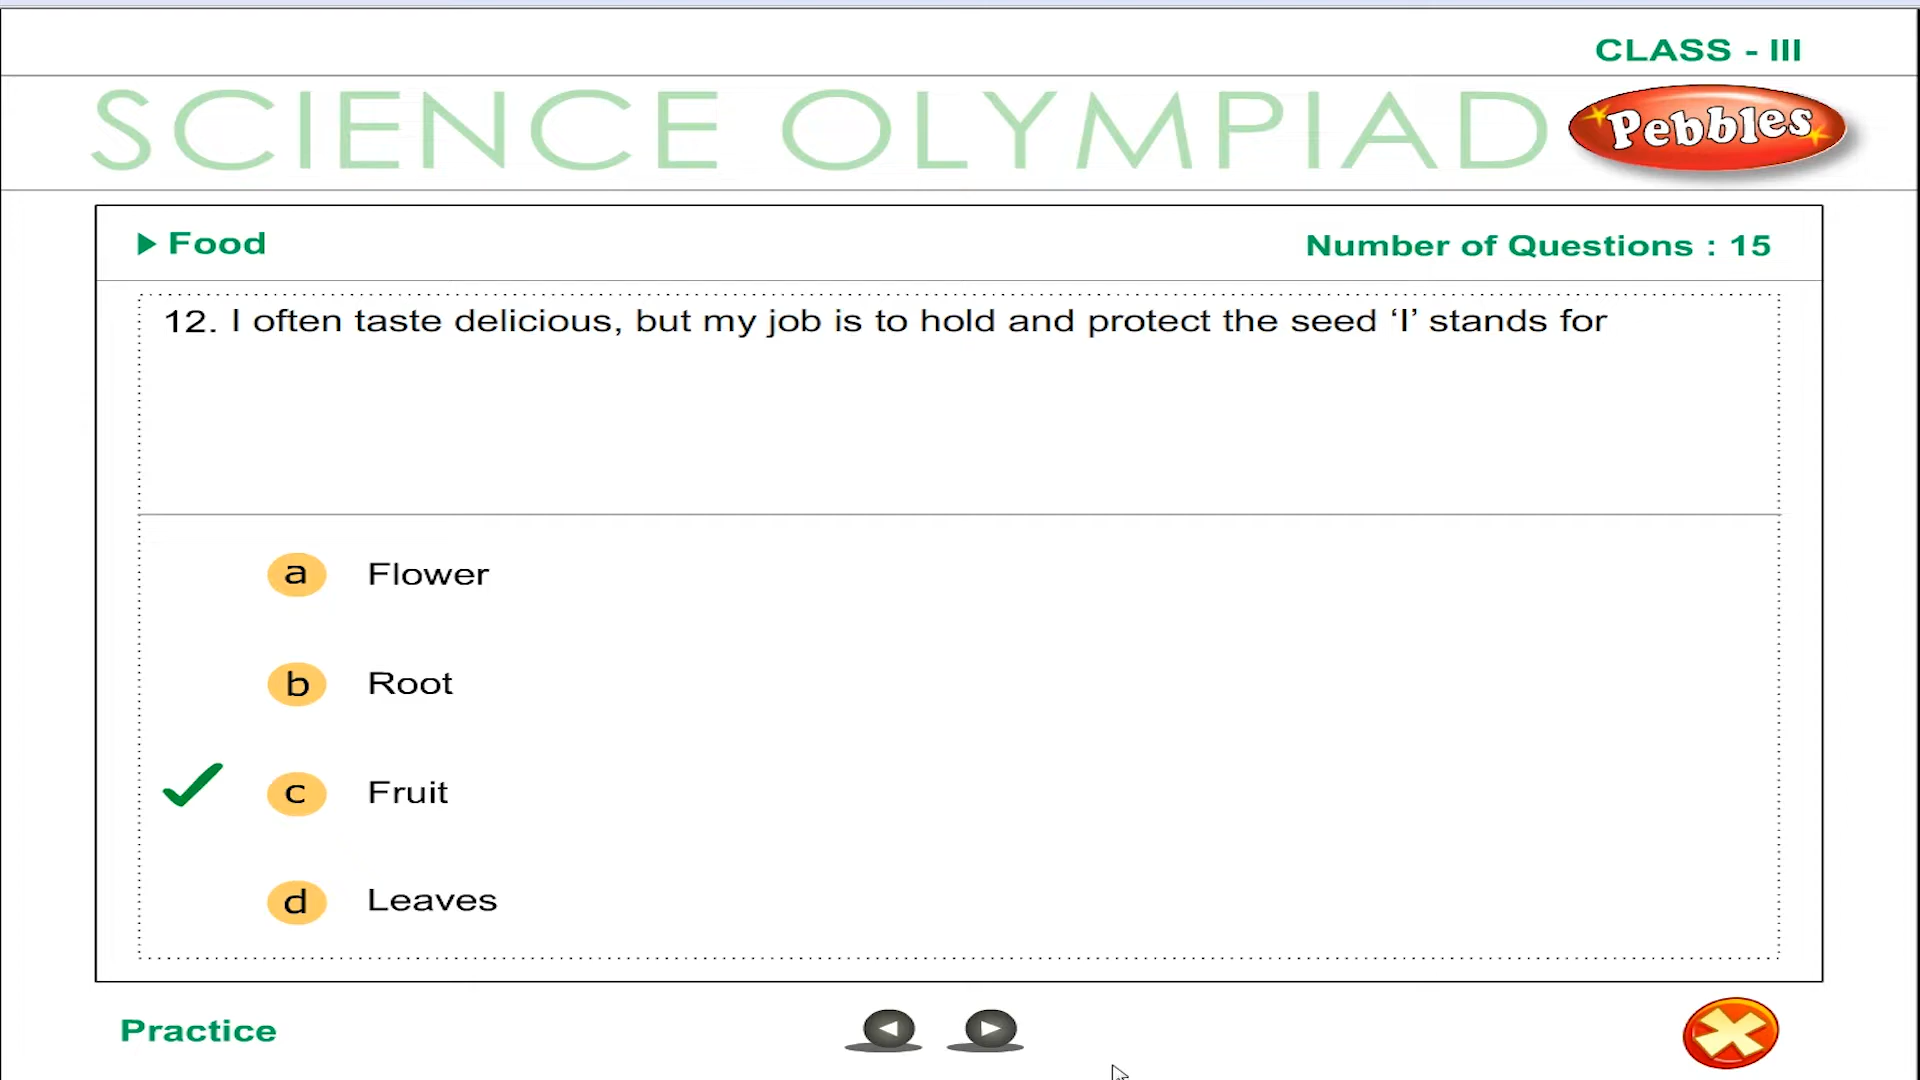 CLASS - III
SCIENCE OLYMPIAD
Pebbles
Food
Number of Questions : 15
12. I often taste delicious, but my job is to hold and protect the seed ‘I’ stands for
a Flower
b Root
c Fruit
d Leaves
Practice